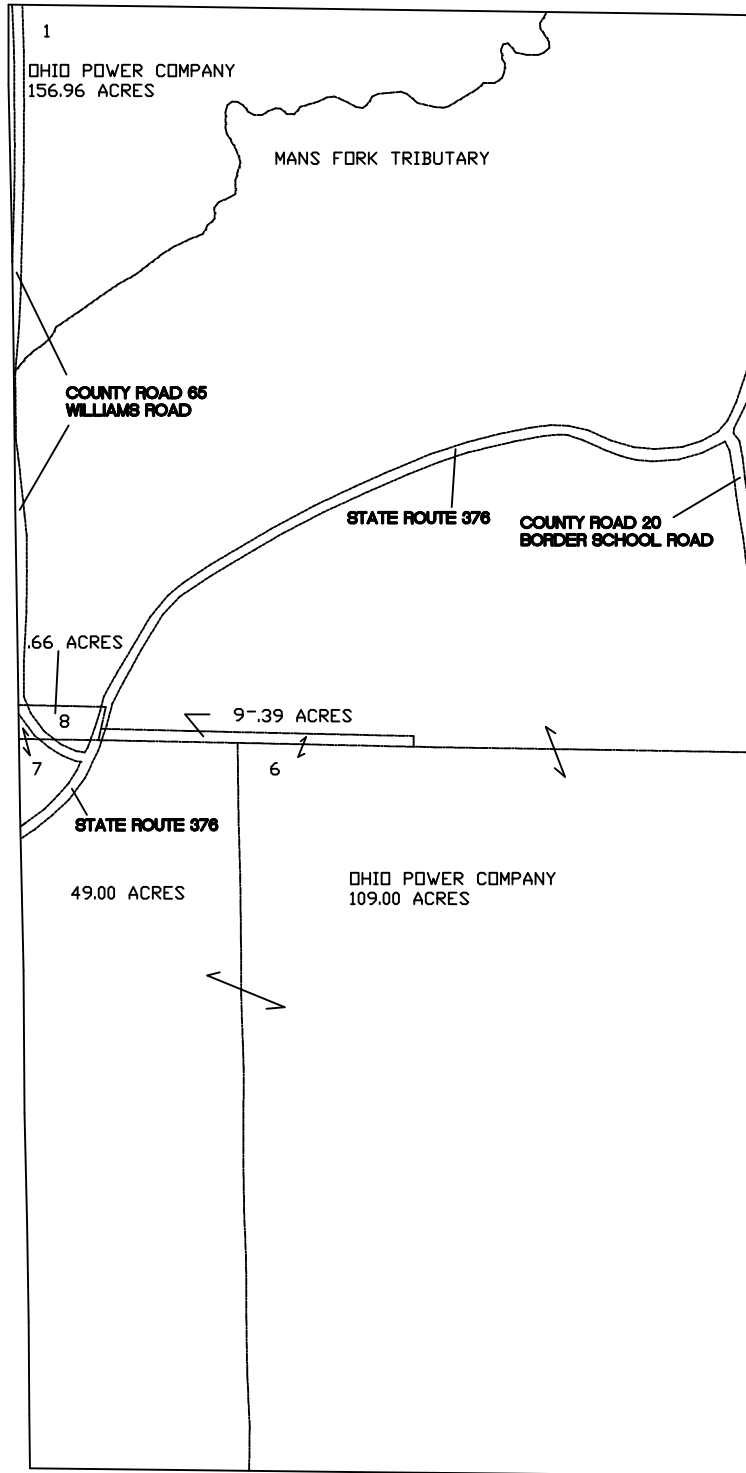 1
OHIO POWER COMPANY
156.96 ACRES
MANS FORK TRIBUTARY
COUNTY ROAD 65
WILLIAMS ROAD
STATE ROUTE 376
COUNTY ROAD 20
BORDER SCHOOL ROAD
.66 ACRES
8
9-.39 ACRES
7
6
STATE ROUTE 376
49.00 ACRES
OHIO POWER COMPANY
109.00 ACRES